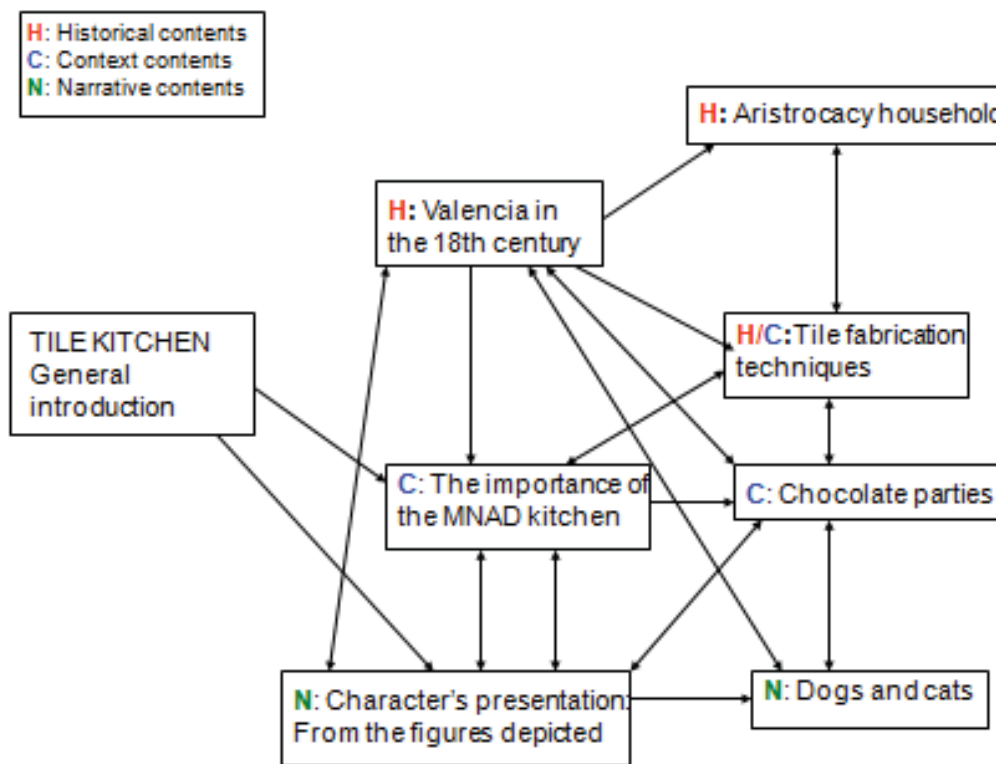 H: Historical contents
C: Context contents
N: Narrative contents
H: Aristrocacy household
H: Valencia in
the 18th century
TILE KITCHEN
General
introduction
H/C:Tile fabrication
techniques
C: The importance of
the MNAD kitchen
C: Chocolate parties
N: Character's presentation:
From the figures depicted
N: Dogs and cats